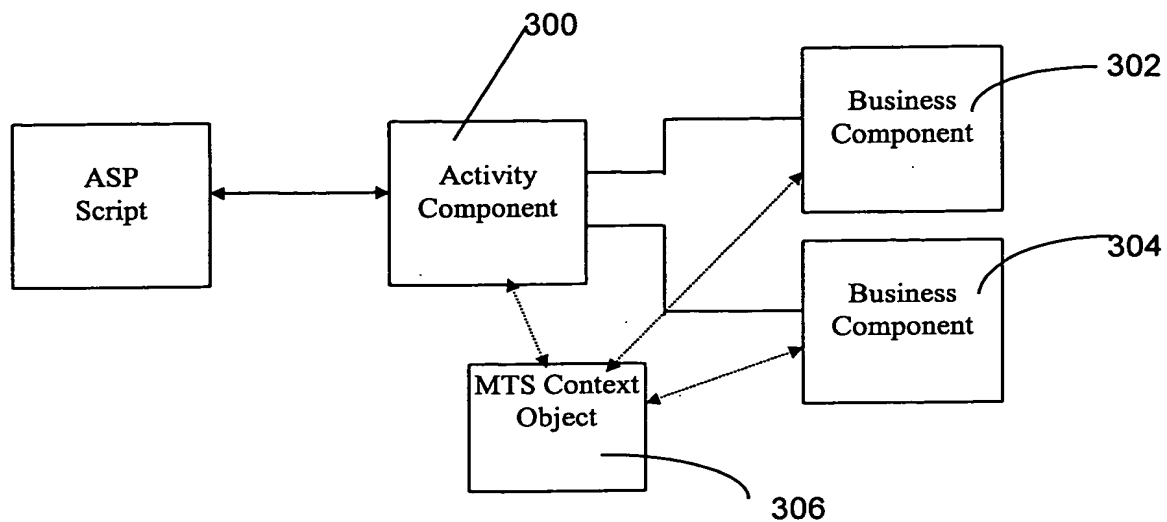 300
302
Business
Component
ASP
Script
Activity
Component
304
Business
Component
MTS Context
Object
306